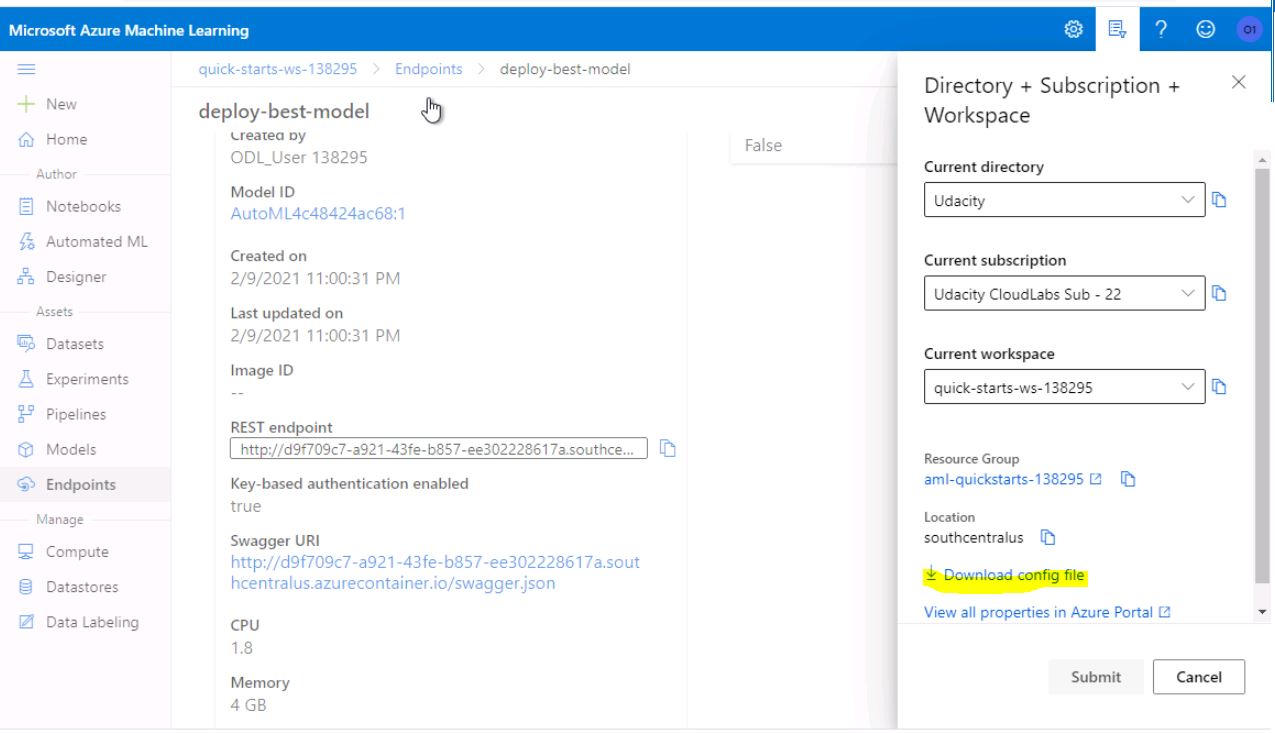 Microsoft Azure Machine Learning
O1
New
Home
Author
Notebooks
Automated ML
Designer
Assets
Datasets
Experiments
Pipelines
Models
Endpoints
Manage
Compute
Datastores
Data Labeling
quick-starts-ws-138295 > Endpoints > deploy-best-model
deploy-best-model
Created by
ODL_User 138295
Model ID
AutoML4c48424ac68:1
Created on
2/9/2021 11:00:31 PM
Last updated on
2/9/2021 11:00:31 PM
Image ID
--
REST endpoint
http://d9f709c7-a921-43fe-b857-ee302228617a.southce...
Key-based authentication enabled
true
Swagger URI
http://d9f709c7-a921-43fe-b857-ee302228617a.sout
hcentralus.azurecontainer.io/swagger.json
CPU
1.8
Memory
4 GB
False
Directory + Subscription +
Workspace
Current directory
Udacity
Current subscription
Udacity CloudLabs Sub - 22
Current workspace
quick-starts-ws-138295
Resource Group
aml-quickstarts-138295
Location
southcentralus
Download config file
View all properties in Azure Portal
Submit
Cancel